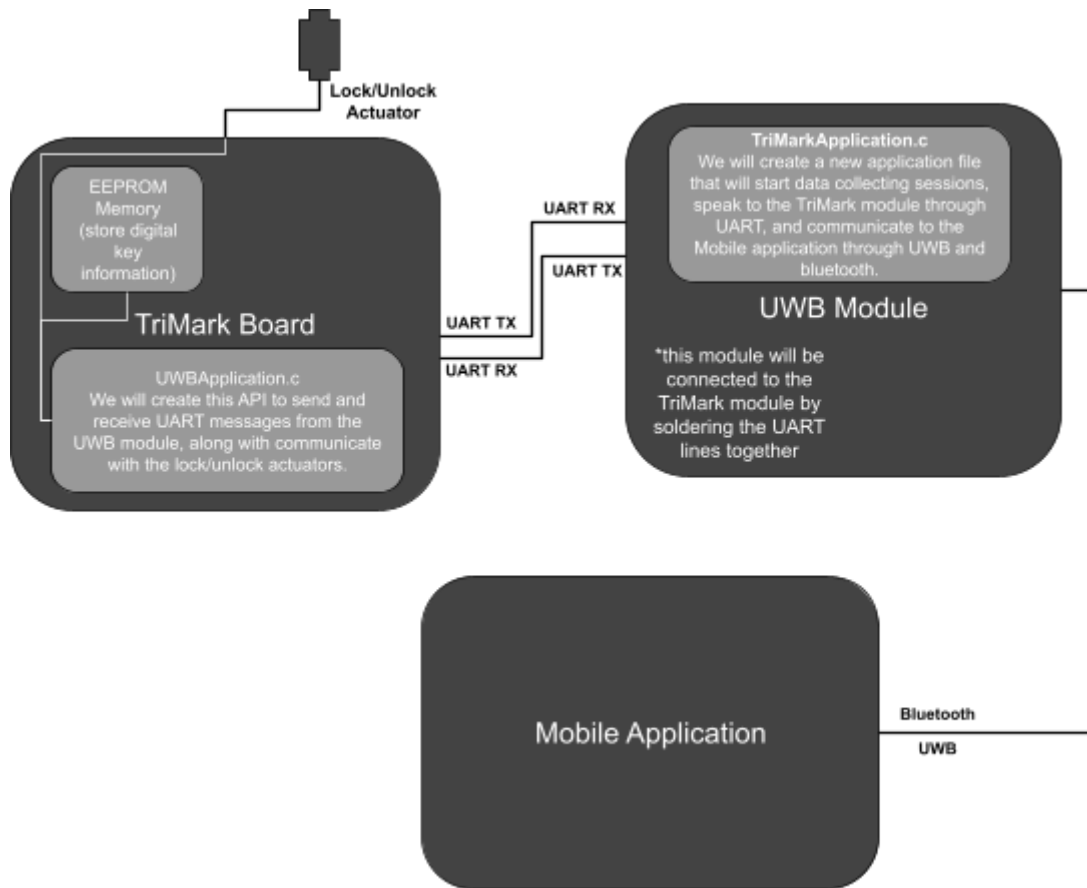 Lock/Unlock
Actuator
EEPROM
Memory
(store digital
key
information)
TriMark Board
UWBApplication.c
We will create this API to send and
receive UART messages from the
UWB module, along with communicate
with the lock/unlock actuators.
UART RX
UART TX
UART TX
UART RX
TriMarkApplication.c
We will create a new application file
that will start data collecting sessions,
speak to the TriMark module through
UART, and communicate to the
Mobile application through UWB and
bluetooth.
UWB Module
*this module will be
connected to the
TriMark module by
soldering the UART
lines together
Mobile Application
Bluetooth
UWB